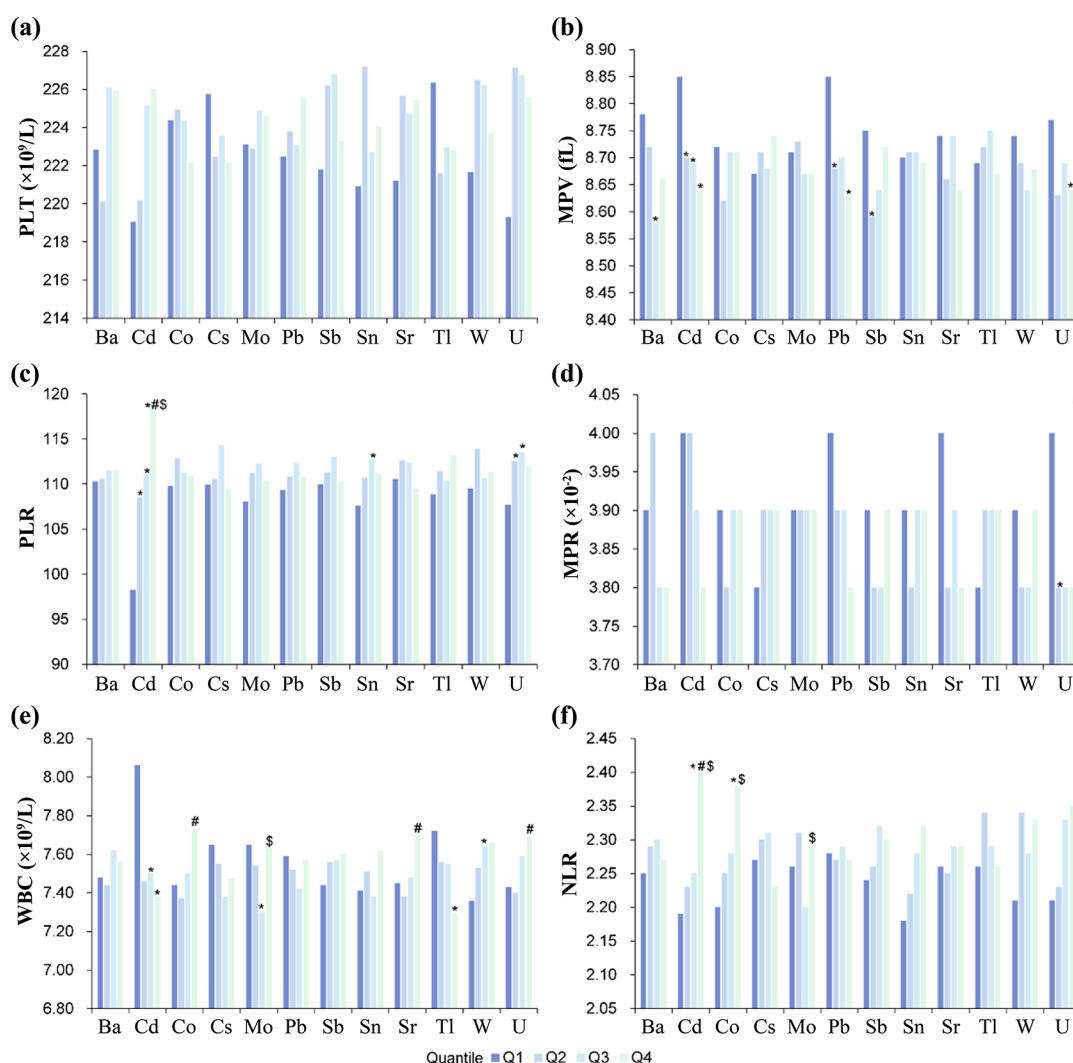 (a)
PLT (×10⁹/L)
228
226
224
222
220
218
216
214
Ba Cd Co Cs Mo Pb Sb Sn Sr Tl W U
(b)
MPV (fL)
8.90
8.85
8.80
8.75
8.70
8.65
8.60
8.55
8.50
8.45
8.40
* * * * * * * *
Ba Cd Co Cs Mo Pb Sb Sn Sr Tl W U
(c)
PLR
120
115
110
105
100
95
90
* * *#$ * * *
Ba Cd Co Cs Mo Pb Sb Sn Sr Tl W U
(d)
MPR (×10⁻²)
4.05
4.00
3.95
3.90
3.85
3.80
3.75
3.70
*
Ba Cd Co Cs Mo Pb Sb Sn Sr Tl W U
(e)
WBC (×10⁹/L)
8.20
8.00
7.80
7.60
7.40
7.20
7.00
6.80
* * # * $ # * * #
Ba Cd Co Cs Mo Pb Sb Sn Sr Tl W U
(f)
NLR
2.45
2.40
2.35
2.30
2.25
2.20
2.15
2.10
2.05
*#$ *$ $
Ba Cd Co Cs Mo Pb Sb Sn Sr Tl W U
Quantile Q1 Q2 Q3 Q4